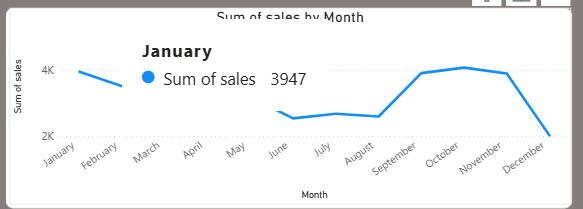 Sum of sales by Month
January
Sum of sales 3947
Sum of sales
4K
2K
January
February
March
April
May
June
July
August
September
October
November
December
Month